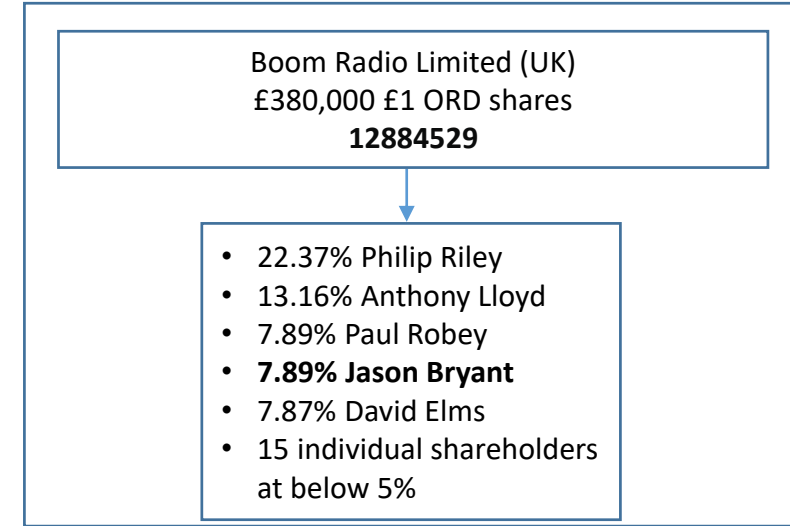 Boom Radio Limited (UK)
£380,000 £1 ORD shares
12884529
• 22.37% Philip Riley
• 13.16% Anthony Lloyd
• 7.89% Paul Robey
• 7.89% Jason Bryant
• 7.87% David Elms
• 15 individual shareholders
at below 5%